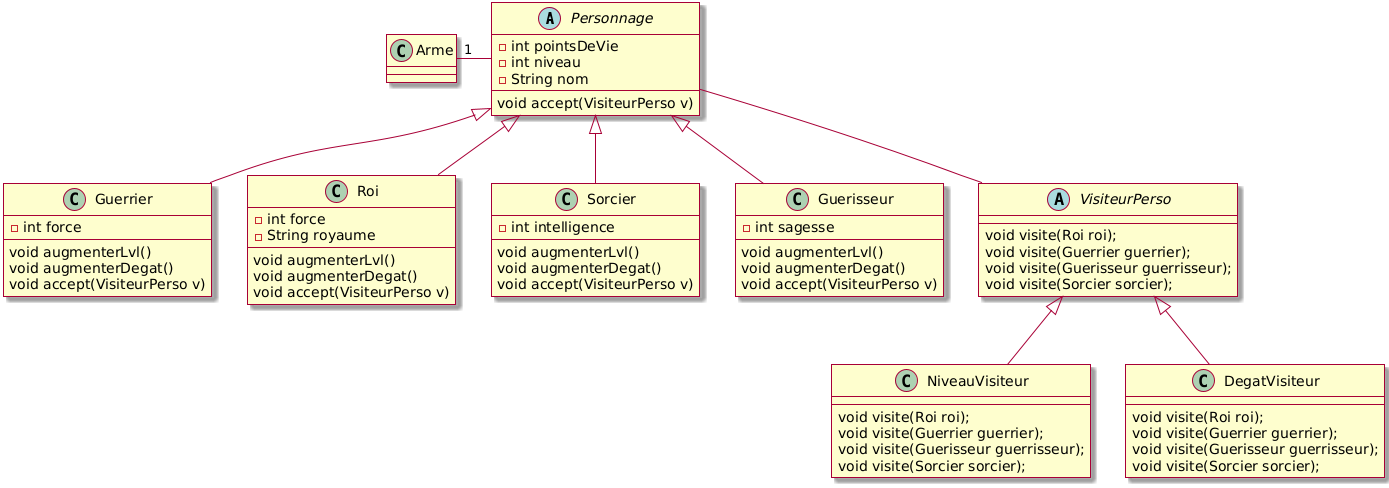 A Personnage
int pointsDeVie
int niveau
String nom
void accept(VisiteurPerso v)
C Arme
1
C Guerrier
int force
void augmenterLvl()
void augmenterDegat()
void accept(VisiteurPerso v)
C Roi
int force
String royaume
void augmenterLvl()
void augmenterDegat()
void accept(VisiteurPerso v)
C Sorcier
int intelligence
void augmenterLvl()
void augmenterDegat()
void accept(VisiteurPerso v)
C Guerisseur
int sagesse
void augmenterLvl()
void augmenterDegat()
void accept(VisiteurPerso v)
A VisiteurPerso
void visite(Roi roi);
void visite(Guerrier guerrier);
void visite(Guerisseur guerrisseur);
void visite(Sorcier sorcier);
C NiveauVisiteur
void visite(Roi roi);
void visite(Guerrier guerrier);
void visite(Guerisseur guerrisseur);
void visite(Sorcier sorcier);
C DegatVisiteur
void visite(Roi roi);
void visite(Guerrier guerrier);
void visite(Guerisseur guerrisseur);
void visite(Sorcier sorcier);